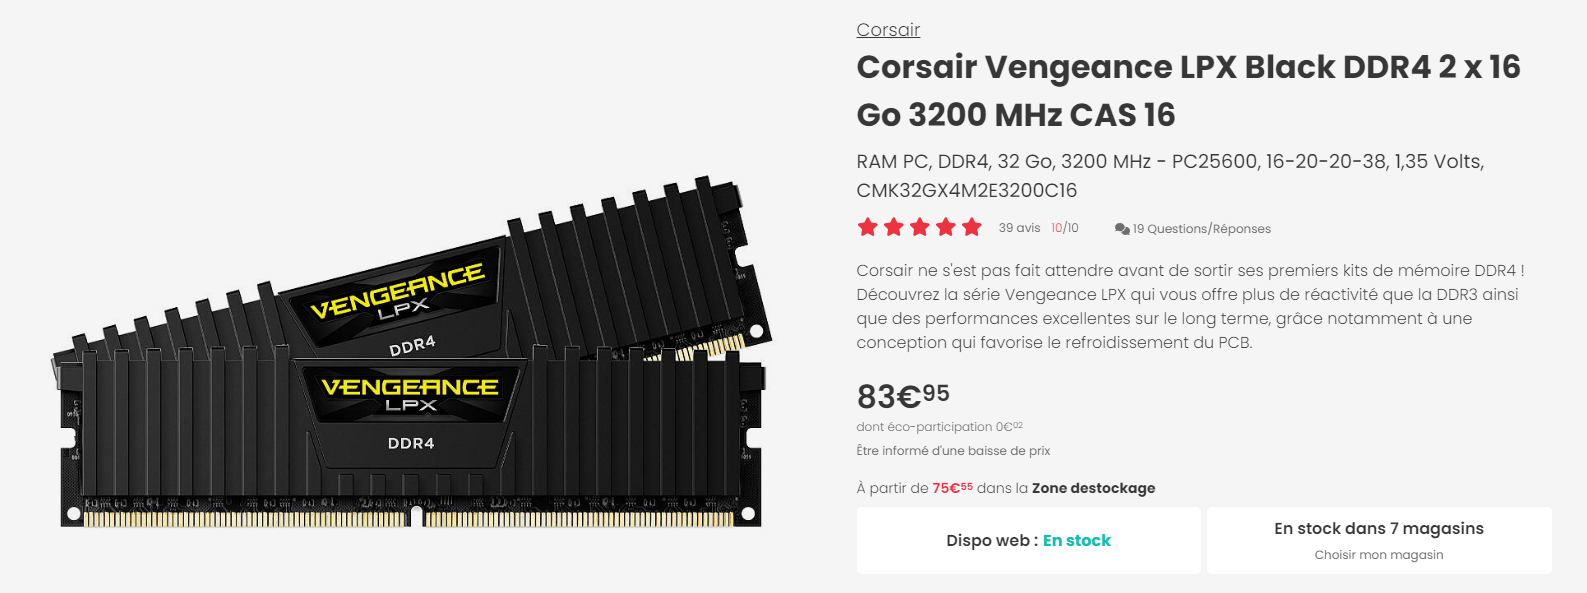 Corsair
Corsair Vengeance LPX Black DDR4 2 x 16
Go 3200 MHz CAS 16
RAM PC, DDR4, 32 Go, 3200 MHz - PC25600, 16-20-20-38, 1,35 Volts,
CMK32GX4M2E3200C16
39 avis 10/10 19 Questions/Réponses
Corsair ne s'est pas fait attendre avant de sortir ses premiers kits de mémoire DDR4 !
Découvrez la série Vengeance LPX qui vous offre plus de réactivité que la DDR3 ainsi
que des performances excellentes sur le long terme, grâce notamment à une
conception qui favorise le refroidissement du PCB.
83€95
dont éco-participation 0€02
Être informé d'une baisse de prix
À partir de 75€55 dans la Zone destockage
Dispo web : En stock
En stock dans 7 magasins
Choisir mon magasin
VENGEANCE
LPX
DDR4
VENGEANCE
LPX
DDR4